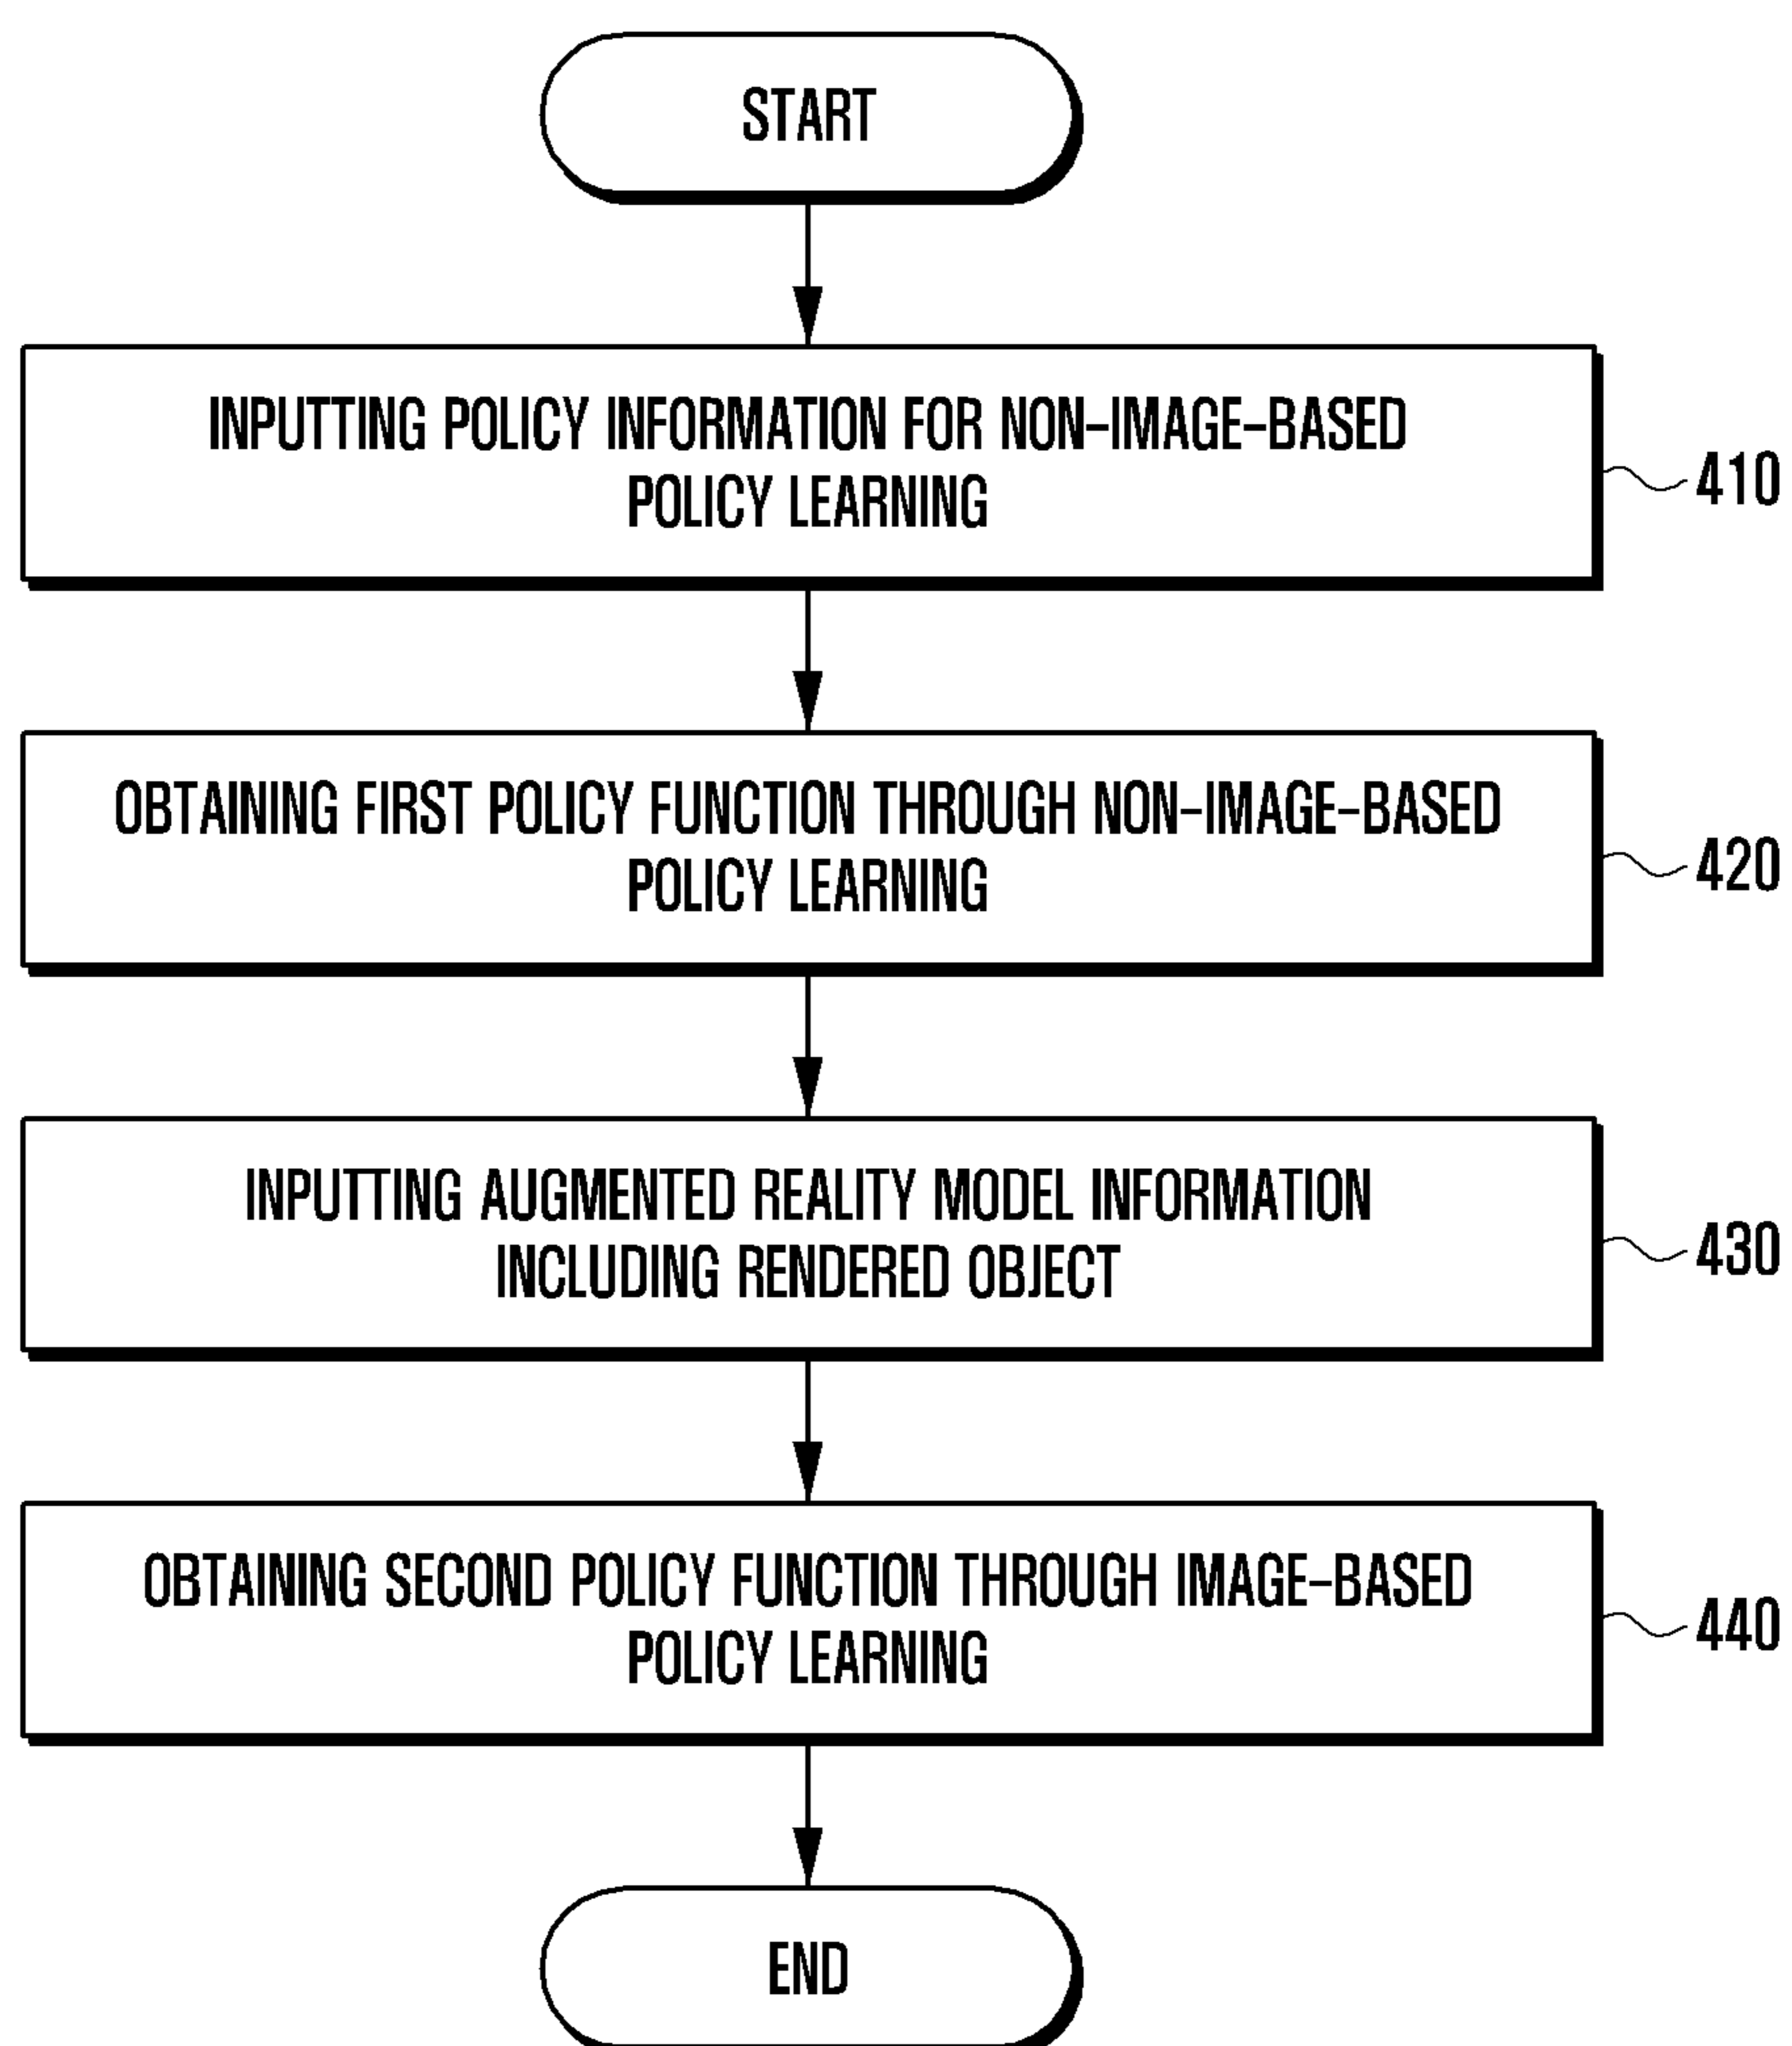 START
INPUTTING POLICY INFORMATION FOR NON-IMAGE-BASED
POLICY LEARNING
410
OBTAINING FIRST POLICY FUNCTION THROUGH NON-IMAGE-BASED
POLICY LEARNING
420
INPUTTING AUGMENTED REALITY MODEL INFORMATION
INCLUDING RENDERED OBJECT
430
OBTAINING SECOND POLICY FUNCTION THROUGH IMAGE-BASED
POLICY LEARNING
440
END